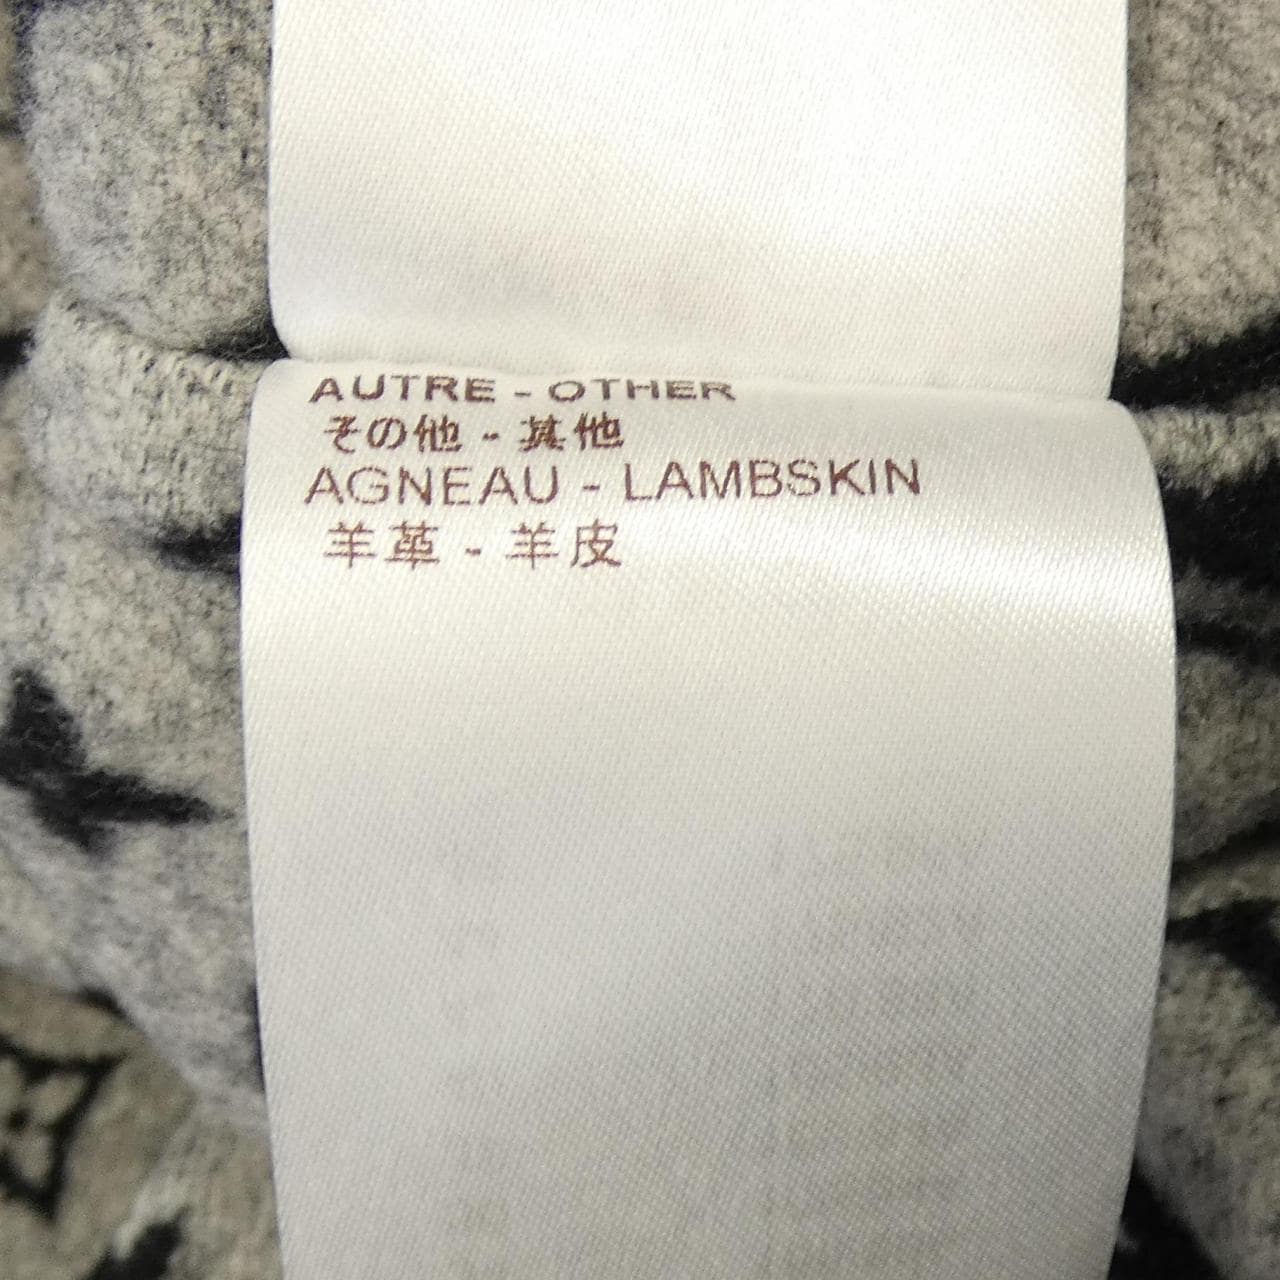 AUTRE - OTHER
その他 - 其他
AGNEAU - LAMBSKIN
羊革 - 羊皮